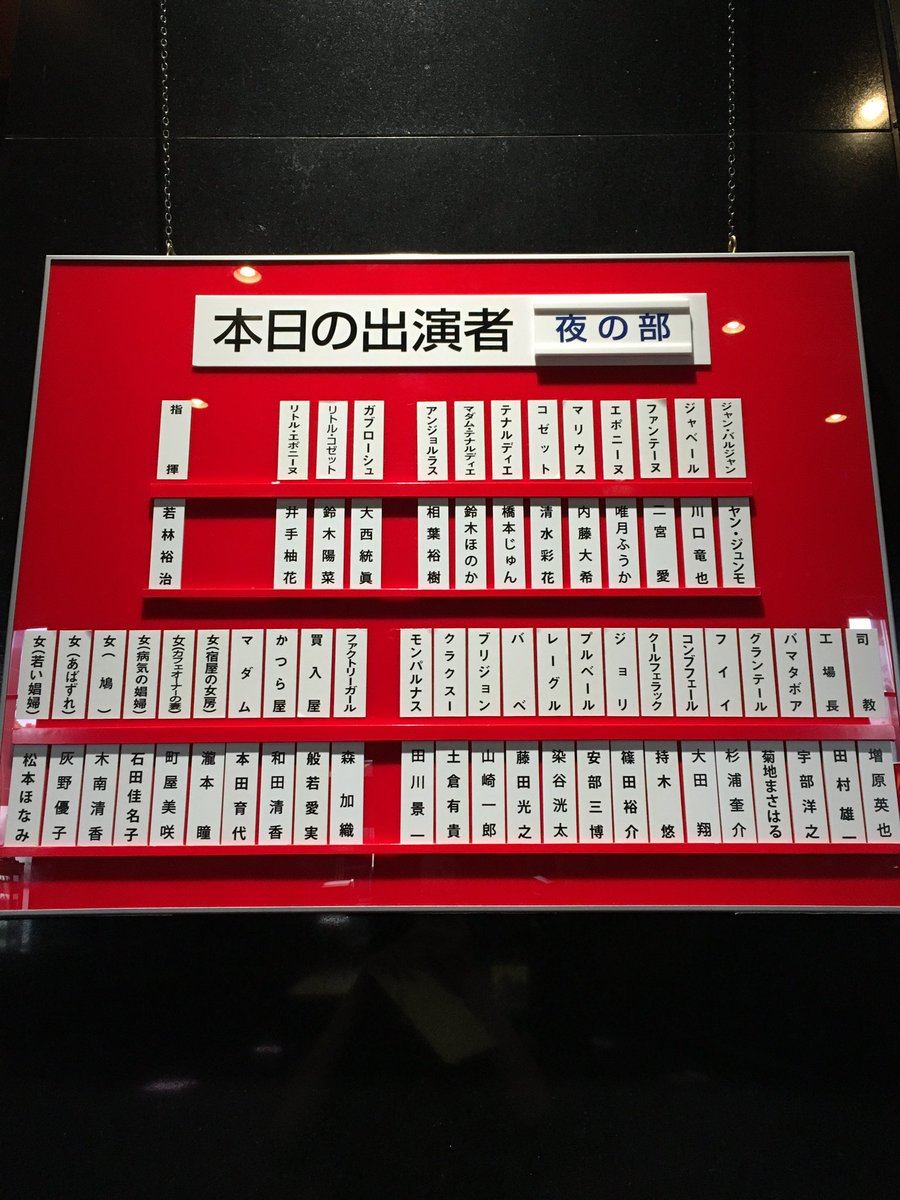 本日の出演者 夜の部
ジャン・バルジャン
ヤン・ジュンモ
ジャベール
川口竜也
ファンテーヌ
二宮愛
エポニーヌ
唯月ふうか
マリウス
内藤大希
コゼット
清水彩花
テナルディエ
橋本じゅん
マダム・テナルディエ
鈴木ほのか
アンジョルラス
相葉裕樹
ガブローシュ
大西統眞
リトル・コゼット
鈴木陽菜
リトル・エポニーヌ
井手柚花
指揮
若林裕治
司教
増原英也
工場長
田村雄一
バマタボア
宇部洋之
グランテール
菊地まさはる
フイイ
杉浦奎介
コンブフェール
大田翔
クールフェラック
持木悠
ジョリ
篠田裕介
プルベール
安部三博
レーグル
染谷洸太
バベ
藤田光之
ブリジョン
山崎一郎
クラクスー
土倉有貴
モンパルナス
田川景一
ファクトリーガール
森加織
買入屋
般若愛実
かつら屋
和田清香
マダム
本田育代
女(宿屋の女房)
瀧本瞳
女(カフェオーナーの妻)
町屋美咲
女(病気の娼婦)
石田佳名子
女(鳩)
木南清香
女(あばずれ)
灰野優子
女(若い娼婦)
松本ほなみ